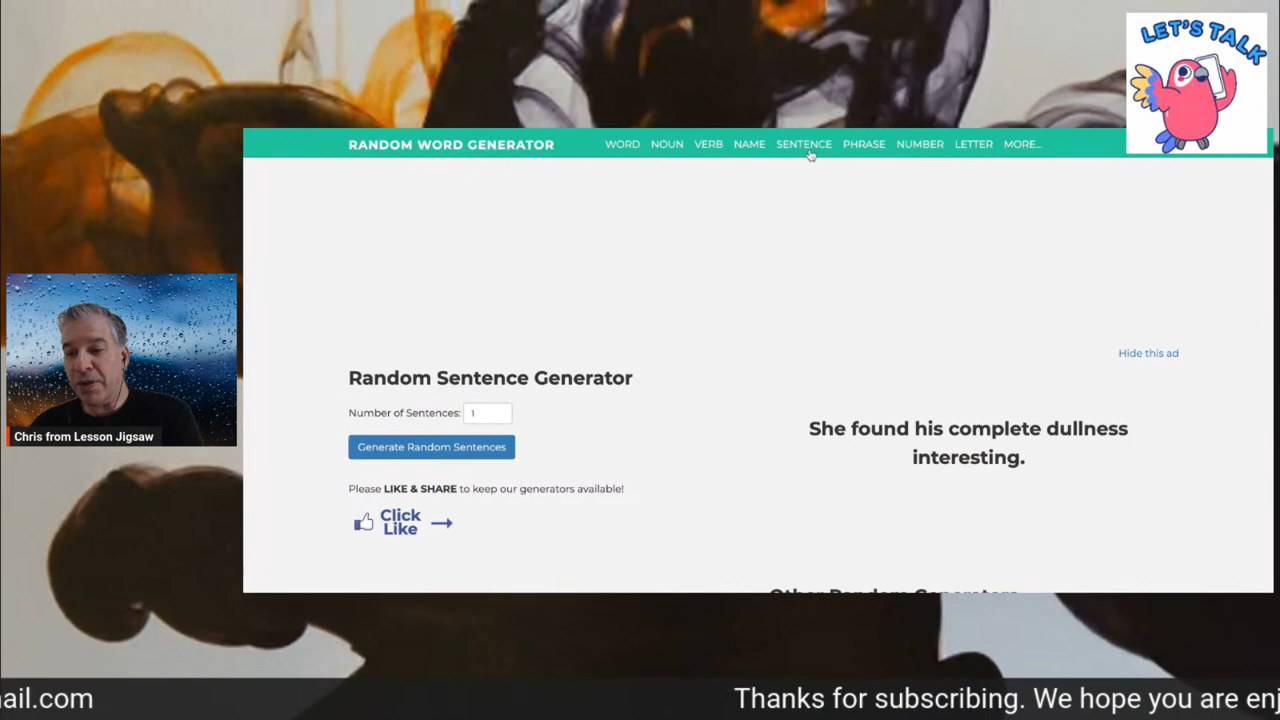 LET'S TALK
RANDOM WORD GENERATOR WORD NOUN VERB NAME SENTENCE PHRASE NUMBER LETTER MORE...
Hide this ad
Random Sentence Generator
Number of Sentences: 1
Generate Random Sentences
She found his complete dullness
interesting.
Please LIKE & SHARE to keep our generators available!
Click
Like
Other Random Generators
Chris from Lesson Jigsaw
ail.com
Thanks for subscribing. We hope you are enj